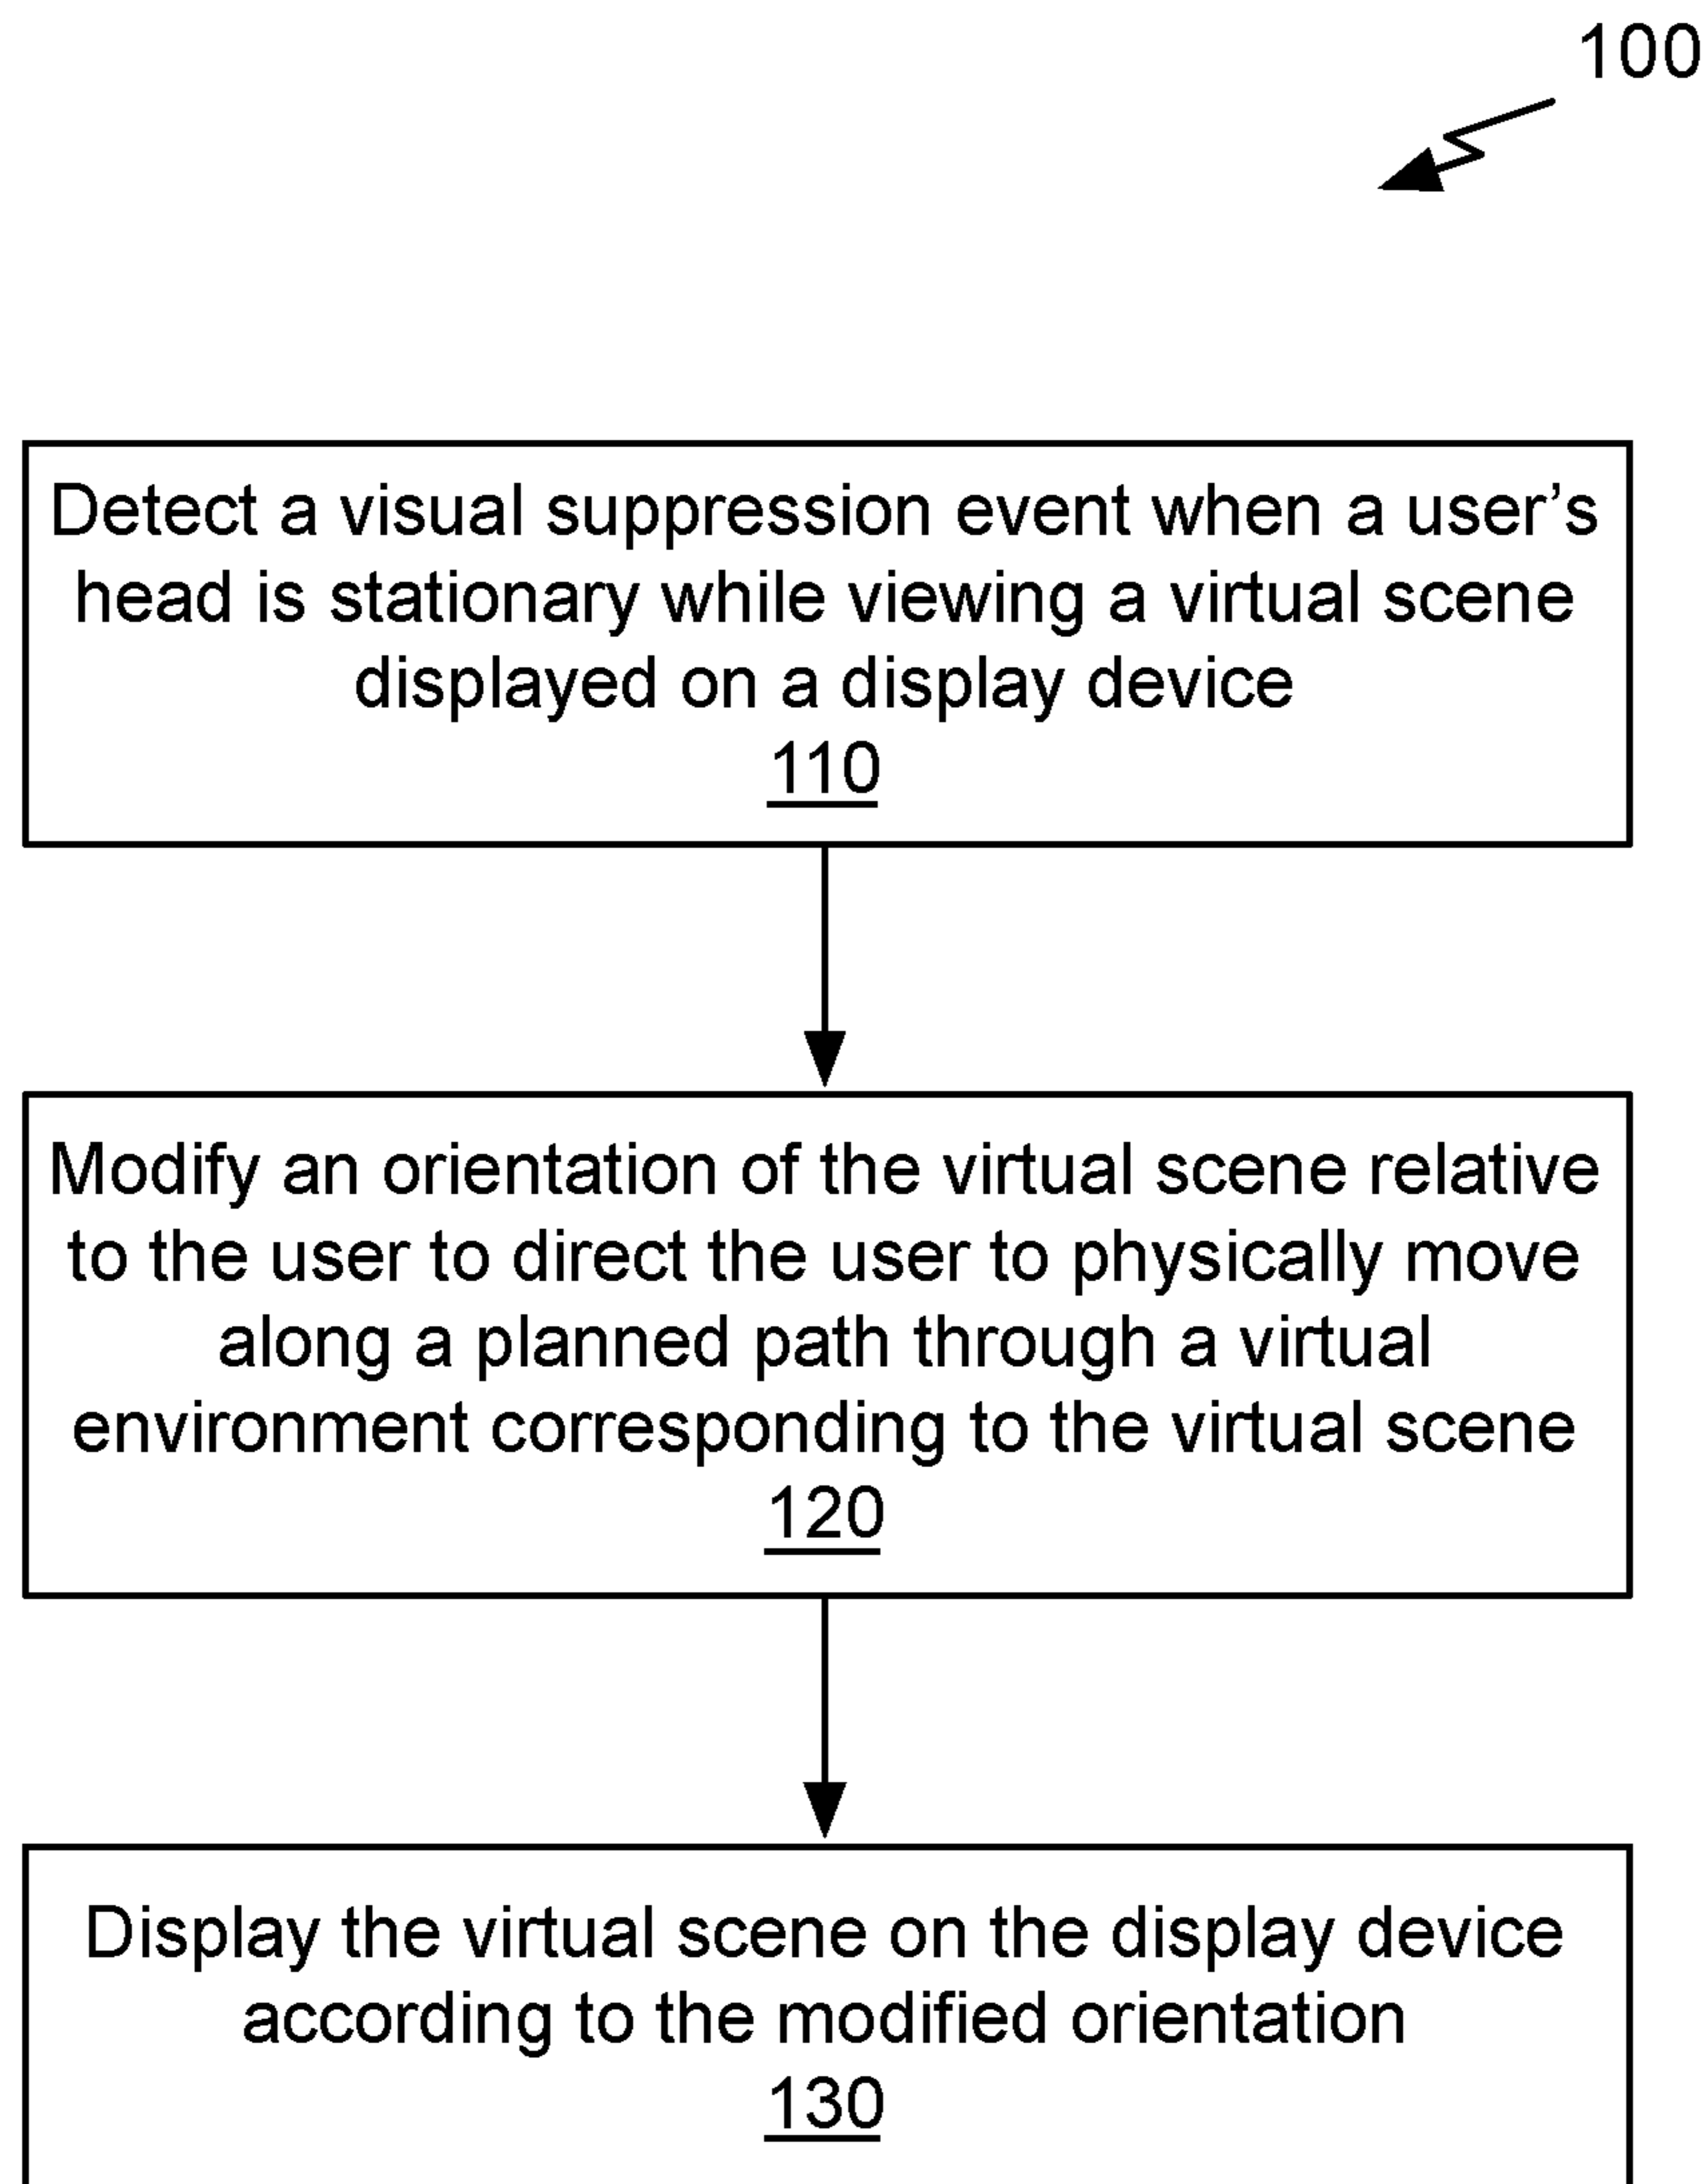 100
Detect a visual suppression event when a user’s
head is stationary while viewing a virtual scene
displayed on a display device
110
Modify an orientation of the virtual scene relative
to the user to direct the user to physically move
along a planned path through a virtual
environment corresponding to the virtual scene
120
Display the virtual scene on the display device
according to the modified orientation
130